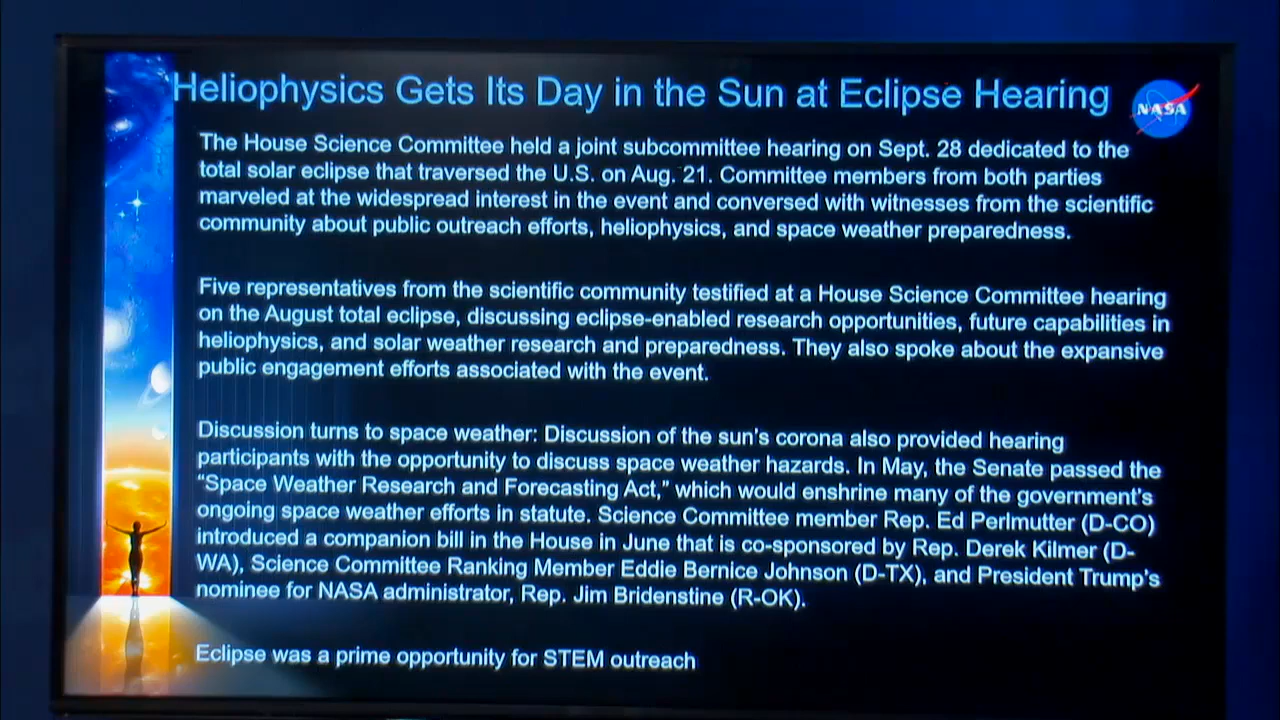 Heliophysics Gets Its Day in the Sun at Eclipse Hearing
NASA
The House Science Committee held a joint subcommittee hearing on Sept. 28 dedicated to the
total solar eclipse that traversed the U.S. on Aug. 21. Committee members from both parties
marveled at the widespread interest in the event and conversed with witnesses from the scientific
community about public outreach efforts, heliophysics, and space weather preparedness.
Five representatives from the scientific community testified at a House Science Committee hearing
on the August total eclipse, discussing eclipse-enabled research opportunities, future capabilities in
heliophysics, and solar weather research and preparedness. They also spoke about the expansive
public engagement efforts associated with the event.
Discussion turns to space weather: Discussion of the sun's corona also provided hearing
participants with the opportunity to discuss space weather hazards. In May, the Senate passed the
“Space Weather Research and Forecasting Act,” which would enshrine many of the government's
ongoing space weather efforts in statute. Science Committee member Rep. Ed Perlmutter (D-CO)
introduced a companion bill in the House in June that is co-sponsored by Rep. Derek Kilmer (D-
WA), Science Committee Ranking Member Eddie Bernice Johnson (D-TX), and President Trump's
nominee for NASA administrator, Rep. Jim Bridenstine (R-OK).
Eclipse was a prime opportunity for STEM outreach